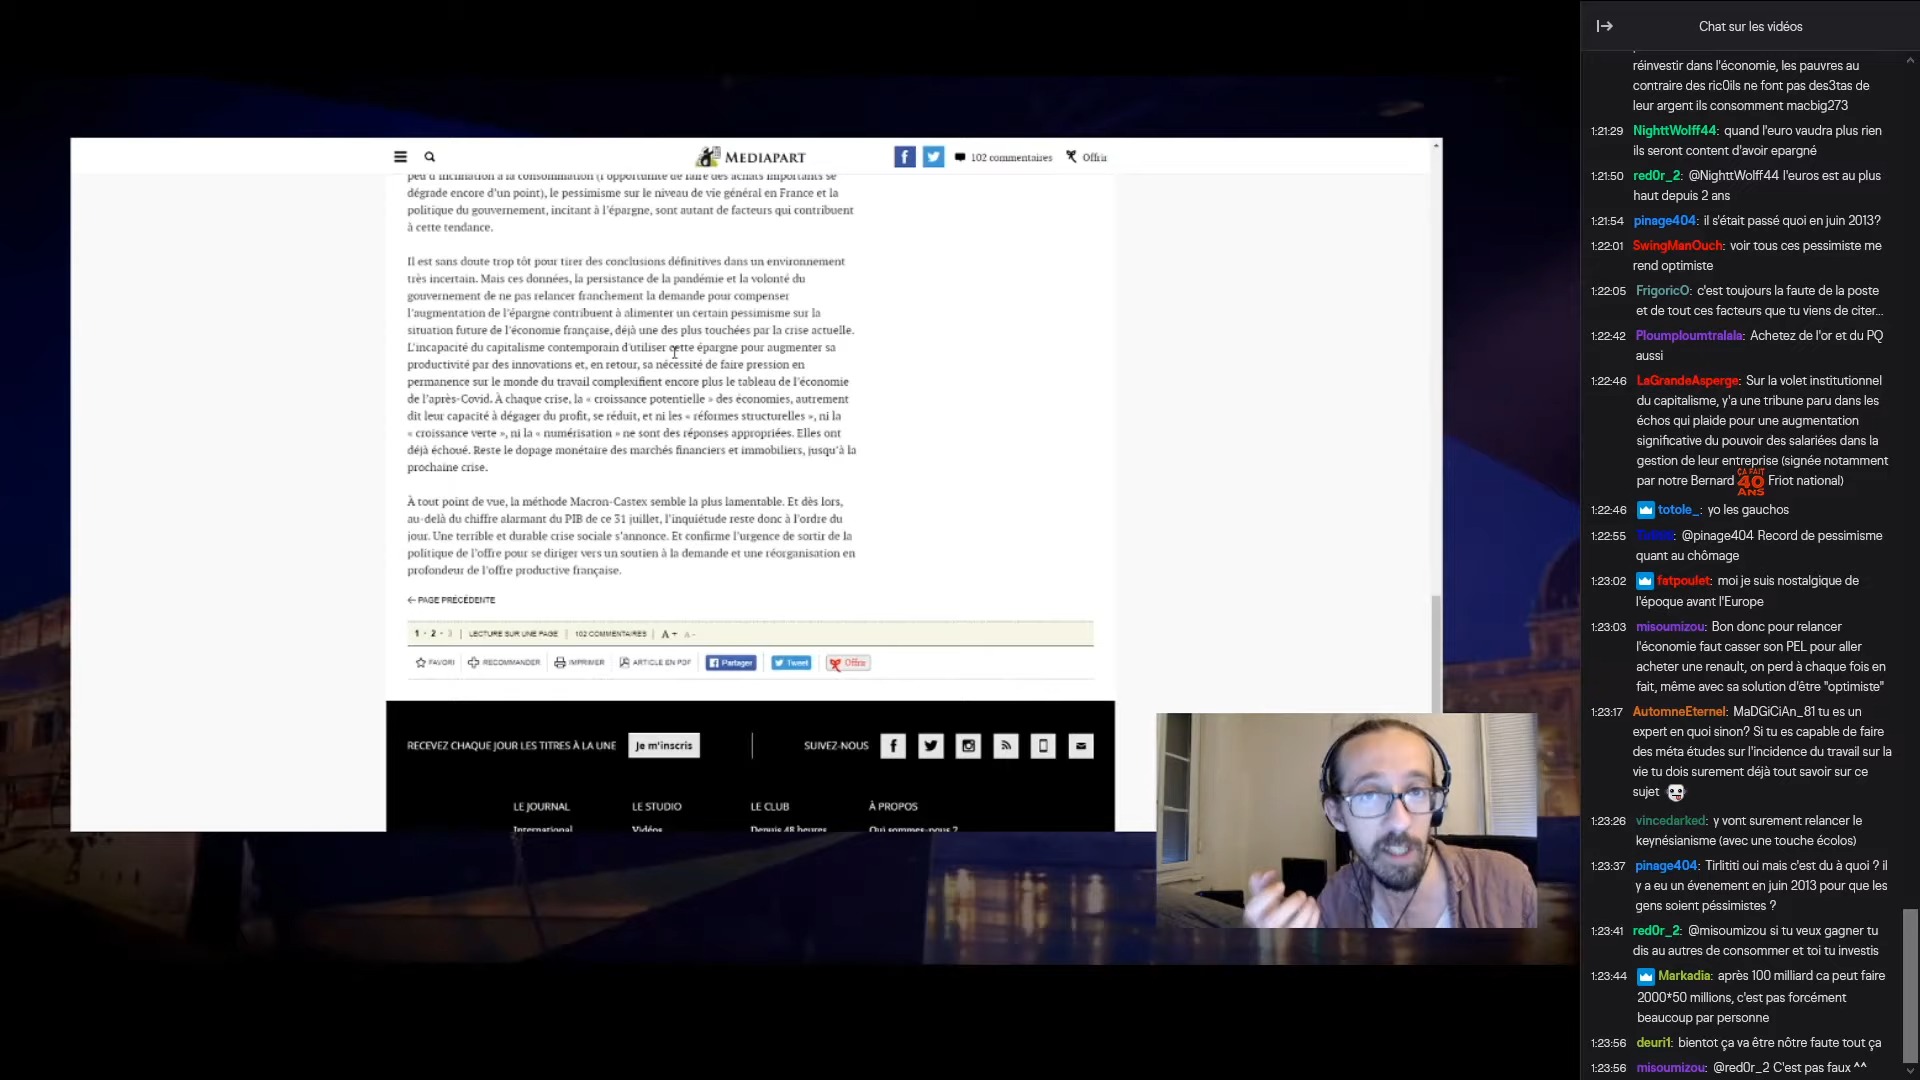 Chat sur les vidéos
MEDIAPART
102 commentaires
Offrir
peu d'inclination à la consommation (l'opportunité de faire des achats importants se
dégrade encore d'un point), le pessimisme sur le niveau de vie général en France et la
politique du gouvernement, incitant à l'épargne, sont autant de facteurs qui contribuent
à cette tendance.
Il est sans doute trop tôt pour tirer des conclusions définitives dans un environnement
très incertain. Mais ces données, la persistance de la pandémie et la volonté du
gouvernement de ne pas relancer franchement la demande pour compenser
l'augmentation de l'épargne contribuent à alimenter un certain pessimisme sur la
situation future de l'économie française, déjà une des plus touchées par la crise actuelle.
L'incapacité du capitalisme contemporain d'utiliser cette épargne pour augmenter sa
productivité par des innovations et, en retour, sa nécessité de faire pression en
permanence sur le monde du travail complexifient encore plus le tableau de l'économie
de l'après-Covid. À chaque crise, la « croissance potentielle » des économies, autrement
dit leur capacité à dégager du profit, se réduit, et ni les « réformes structurelles », ni la
« croissance verte », ni la « numérisation » ne sont des réponses appropriées. Elles ont
déjà échoué. Reste le dopage monétaire des marchés financiers et immobiliers, jusqu'à la
prochaine crise.
À tout point de vue, la méthode Macron-Castex semble la plus lamentable. Et dès lors,
au-delà du chiffre alarmant du PIB de ce 31 juillet, l'inquiétude reste donc à l'ordre du
jour. Une terrible et durable crise sociale s'annonce. Et confirme l'urgence de sortir de la
politique de l'offre pour se diriger vers un soutien à la demande et une réorganisation en
profondeur de l'offre productive française.
← PAGE PRÉCÉDENTE
1 · 2 · 3 | LECTURE SUR UNE PAGE | 102 COMMENTAIRES | A + A -
FAVORI RECOMMANDER IMPRIMER ARTICLE EN PDF Partager Tweet Offrir
RECEVEZ CHAQUE JOUR LES TITRES À LA UNE Je m'inscris SUIVEZ-NOUS
LE JOURNAL LE STUDIO LE CLUB À PROPOS
International Vidéos Depuis 48 heures Qui sommes-nous ?
réinvestir dans l'économie, les pauvres au
contraire des ric0ils ne font pas des3tas de
leur argent ils consomment macbig273
1:21:29 NighttWolff44: quand l'euro vaudra plus rien
ils seront content d'avoir epargné
1:21:50 red0r_2: @NighttWolff44 l'euros est au plus
haut depuis 2 ans
1:21:54 pinage404: il s'était passé quoi en juin 2013?
1:22:01 SwingManOuch: voir tous ces pessimiste me
rend optimiste
1:22:05 FrigoricO: c'est toujours la faute de la poste
et de tout ces facteurs que tu viens de citer...
1:22:42 Ploumploumtralala: Achetez de l'or et du PQ
aussi
1:22:46 LaGrandeAsperge: Sur la volet institutionnel
du capitalisme, y'a une tribune paru dans les
échos qui plaide pour une augmentation
significative du pouvoir des salariées dans la
gestion de leur entreprise (signée notamment
par notre Bernard ÇA FAIT 40 ANS Friot national)
1:22:46 totole_: yo les gauchos
1:22:55 Tirlititi: @pinage404 Record de pessimisme
quant au chômage
1:23:02 fatpoulet: moi je suis nostalgique de
l'époque avant l'Europe
1:23:03 misoumizou: Bon donc pour relancer
l'économie faut casser son PEL pour aller
acheter une renault, on perd à chaque fois en
fait, même avec sa solution d'être "optimiste"
1:23:17 AutomneEternel: MaDGiCiAn_81 tu es un
expert en quoi sinon? Si tu es capable de faire
des méta études sur l'incidence du travail sur la
vie tu dois surement déjà tout savoir sur ce
sujet
1:23:26 vincedarked: y vont surement relancer le
keynésianisme (avec une touche écolos)
1:23:37 pinage404: Tirlititi oui mais c'est du à quoi ? il
y a eu un évenement en juin 2013 pour que les
gens soient péssimistes ?
1:23:41 red0r_2: @misoumizou si tu veux gagner tu
dis au autres de consommer et toi tu investis
1:23:44 Markadia: après 100 milliard ca peut faire
2000*50 millions, c'est pas forcément
beaucoup par personne
1:23:56 deuri1: bientot ça va être nôtre faute tout ça
1:23:56 misoumizou: @red0r_2 C'est pas faux ^^